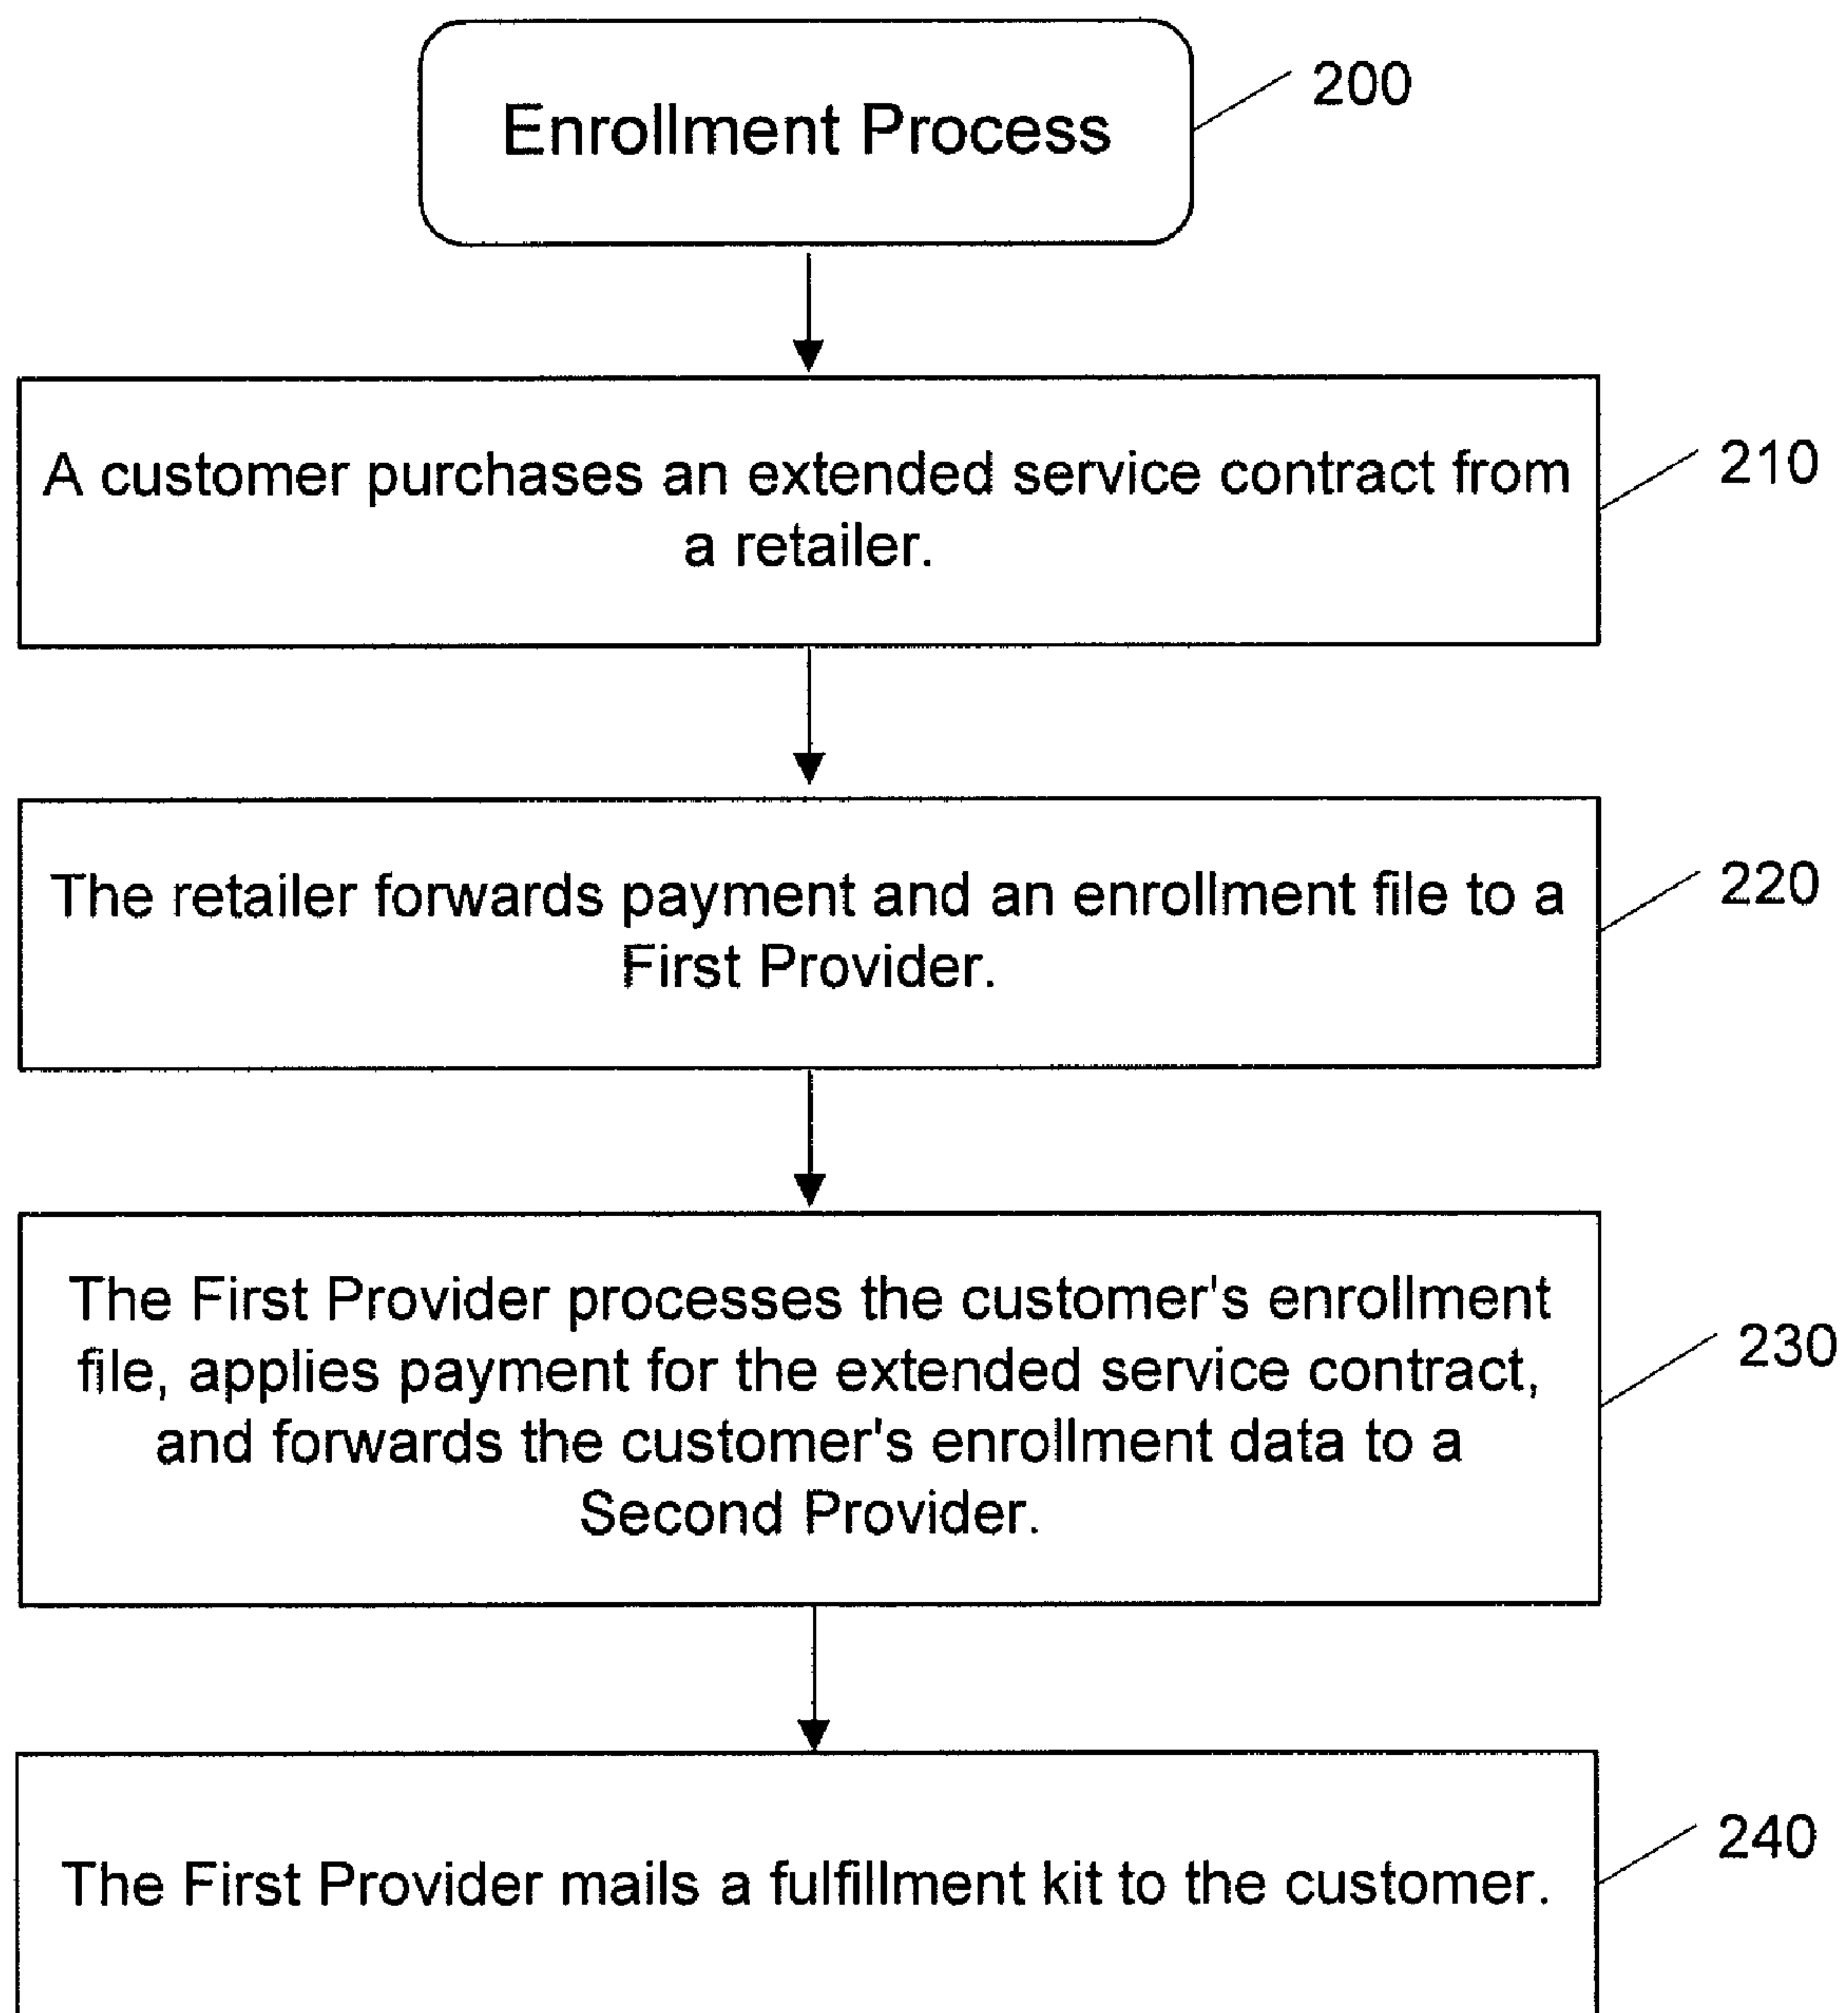 Enrollment Process
200
A customer purchases an extended service contract from
a retailer.
210
The retailer forwards payment and an enrollment file to a
First Provider.
220
The First Provider processes the customer's enrollment
file, applies payment for the extended service contract,
and forwards the customer's enrollment data to a
Second Provider.
230
The First Provider mails a fulfillment kit to the customer.
240